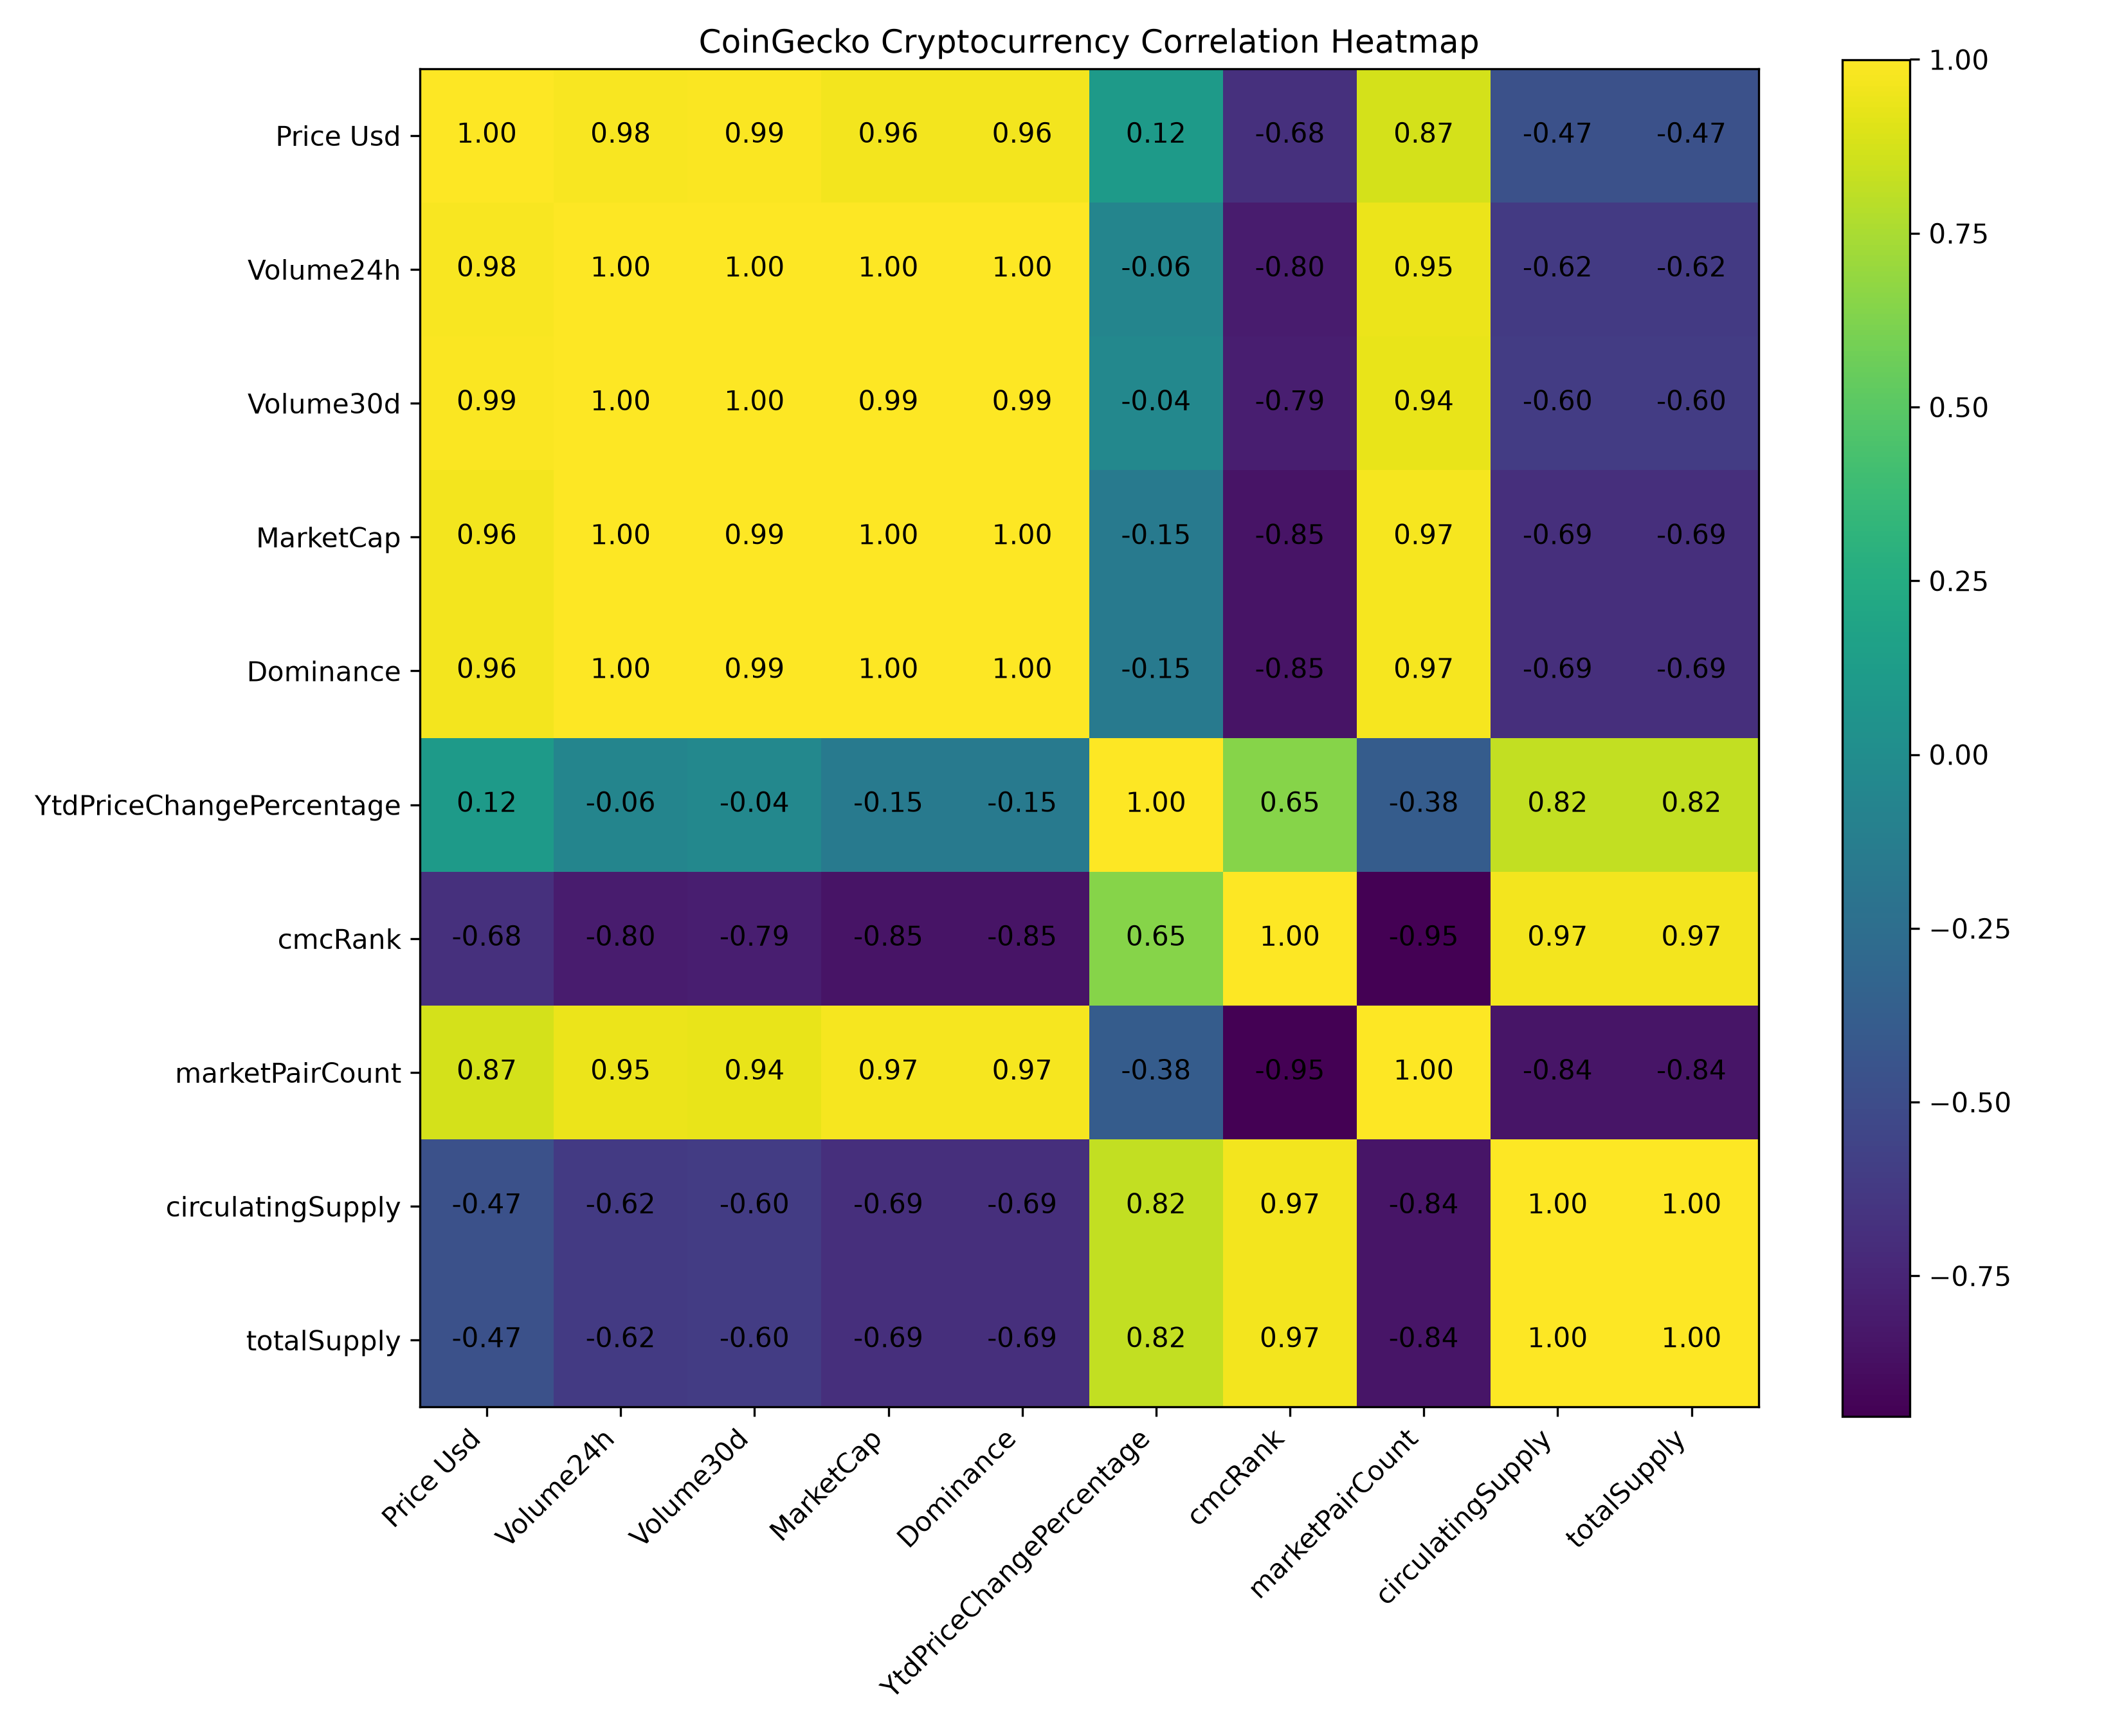 CoinGecko Cryptocurrency Correlation Heatmap
1.00
Price Usd 1.00 0.98 0.99 0.96 0.96 0.12 -0.68 0.87 -0.47 -0.47
0.75
Volume24h 0.98 1.00 1.00 1.00 1.00 -0.06 -0.80 0.95 -0.62 -0.62
Volume30d 0.99 1.00 1.00 0.99 0.99 -0.04 -0.79 0.94 -0.60 -0.60
0.50
MarketCap 0.96 1.00 0.99 1.00 1.00 -0.15 -0.85 0.97 -0.69 -0.69
0.25
Dominance 0.96 1.00 0.99 1.00 1.00 -0.15 -0.85 0.97 -0.69 -0.69
0.00
YtdPriceChangePercentage 0.12 -0.06 -0.04 -0.15 -0.15 1.00 0.65 -0.38 0.82 0.82
−0.25
cmcRank -0.68 -0.80 -0.79 -0.85 -0.85 0.65 1.00 -0.95 0.97 0.97
marketPairCount 0.87 0.95 0.94 0.97 0.97 -0.38 -0.95 1.00 -0.84 -0.84
−0.50
circulatingSupply -0.47 -0.62 -0.60 -0.69 -0.69 0.82 0.97 -0.84 1.00 1.00
−0.75
totalSupply -0.47 -0.62 -0.60 -0.69 -0.69 0.82 0.97 -0.84 1.00 1.00
Price Usd
Volume24h
Volume30d
MarketCap
Dominance
YtdPriceChangePercentage
cmcRank
marketPairCount
circulatingSupply
totalSupply